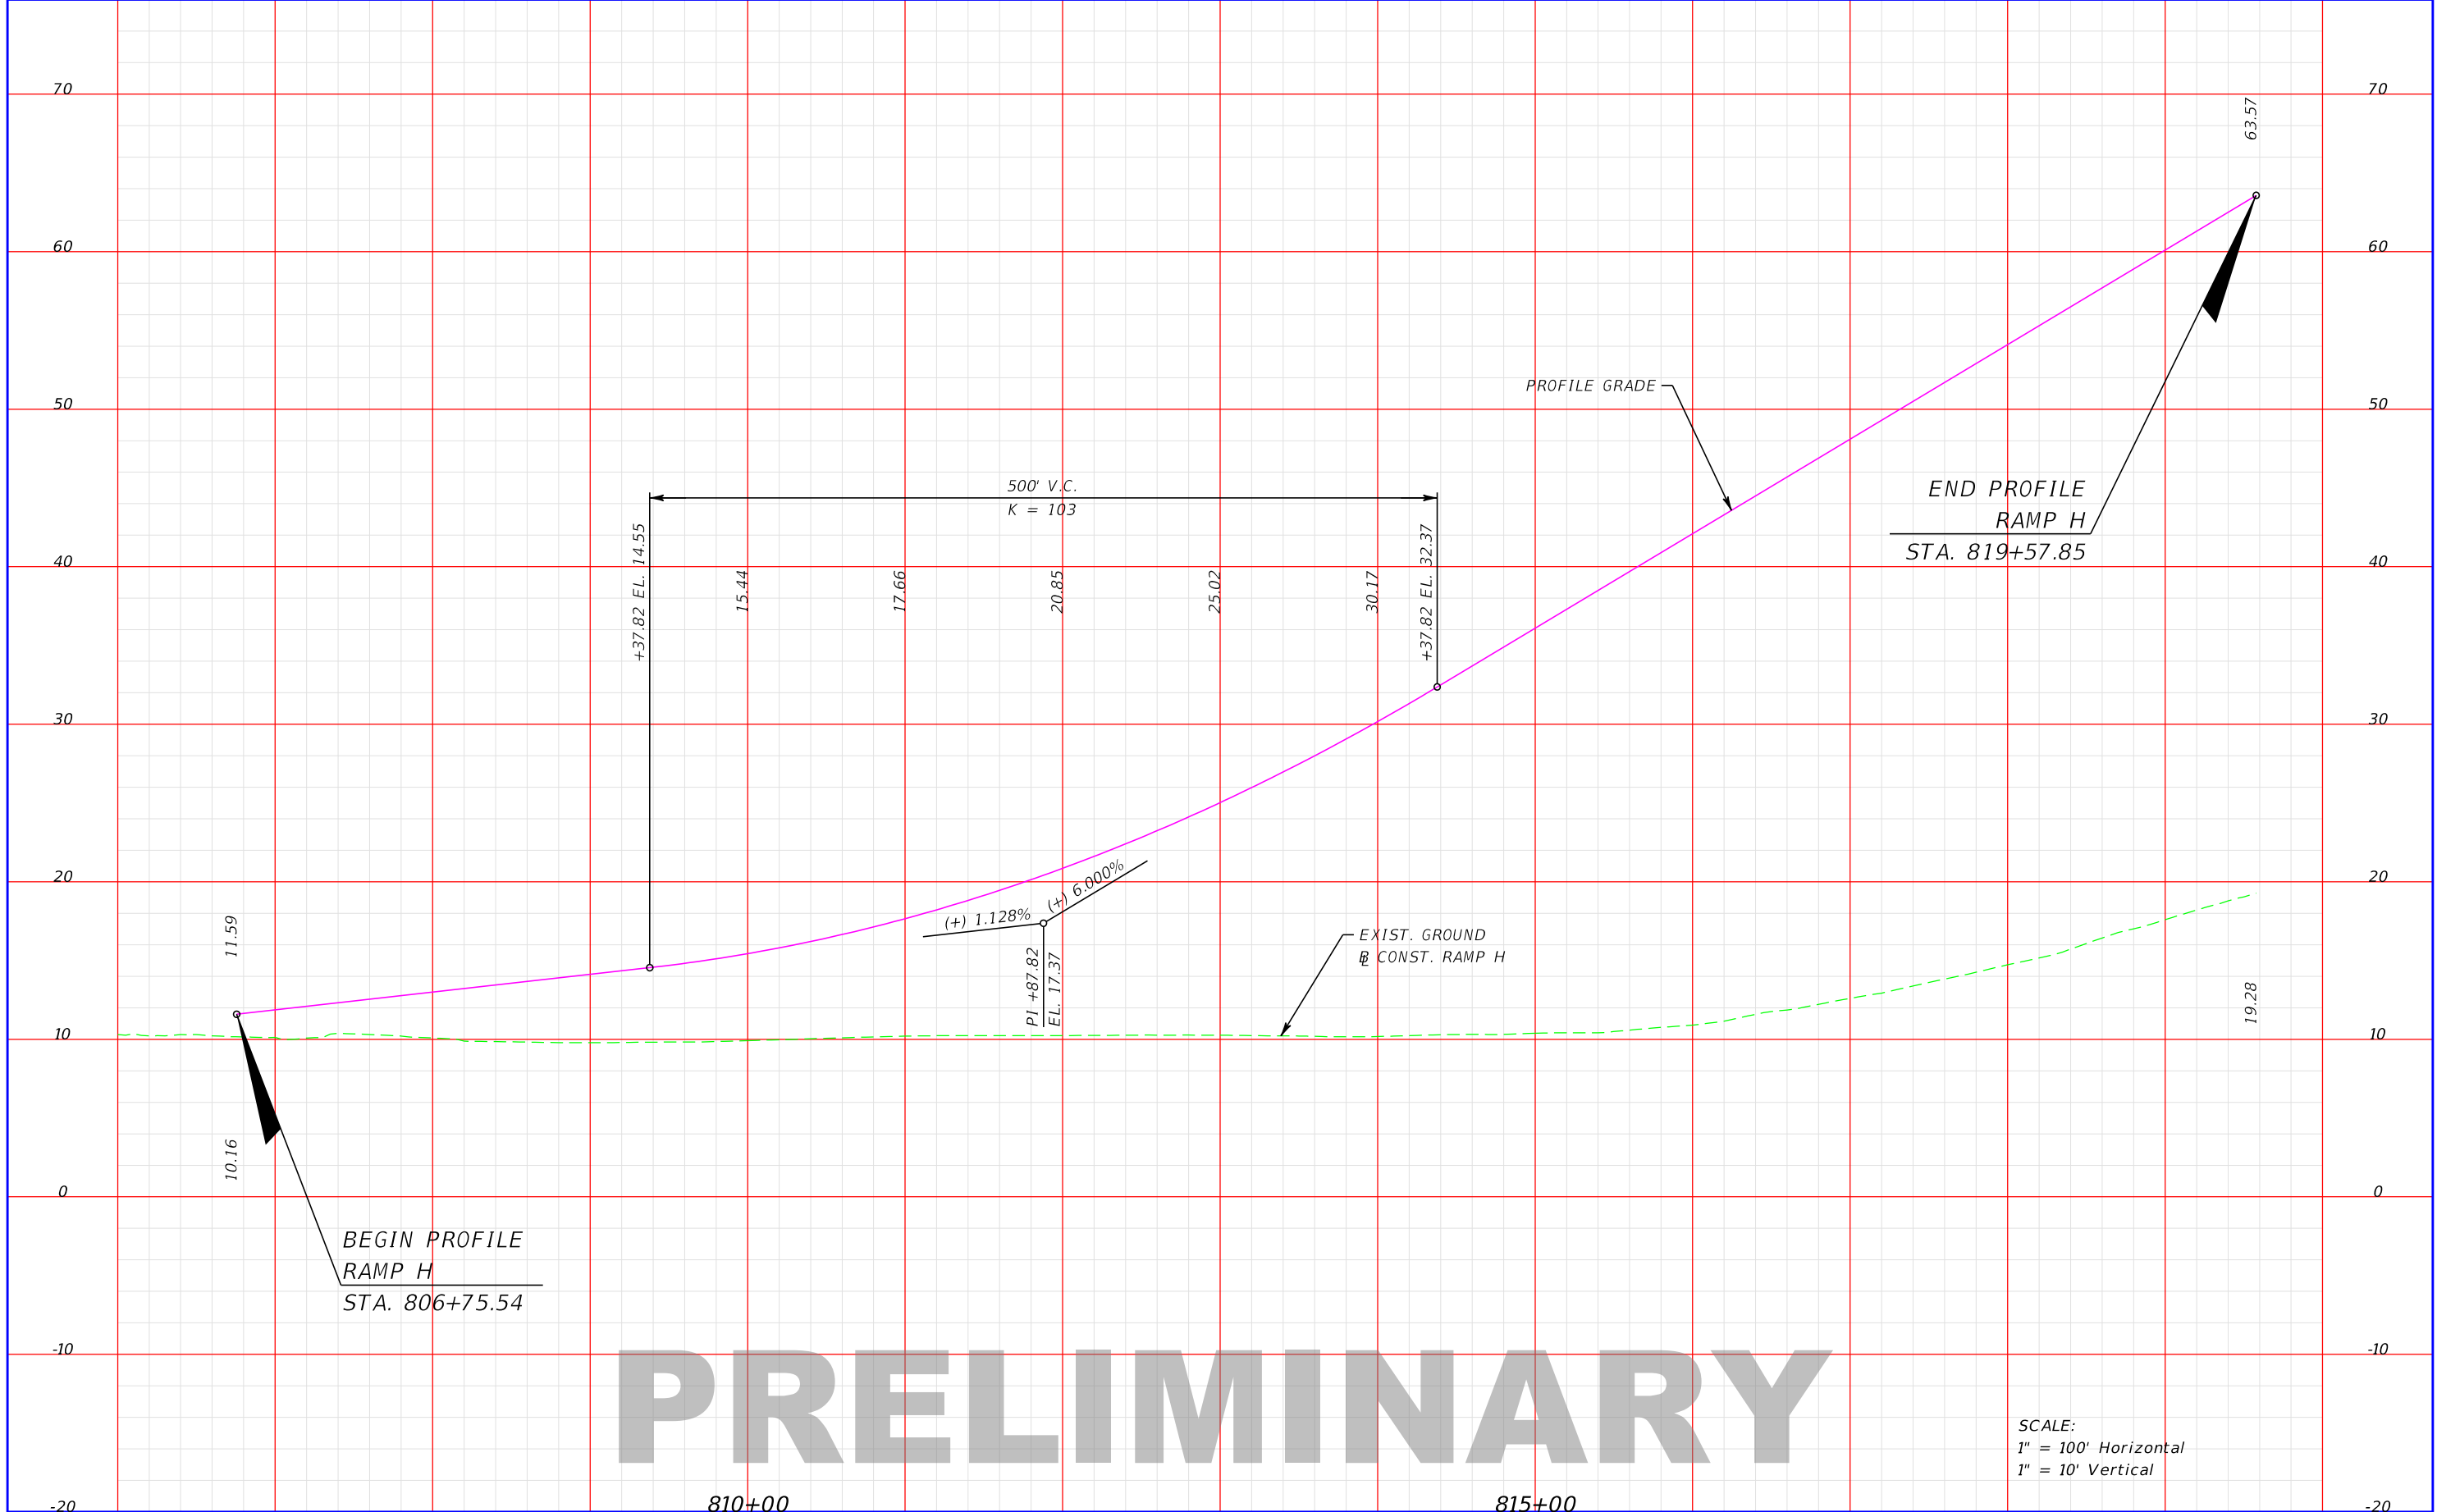 70
70
63.57
60
60
50
50
PROFILE GRADE
500' V.C.
K = 103
END PROFILE
RAMP H
STA. 819+57.85
40
40
+37.82 EL. 14.55
15.44
17.66
20.85
25.02
30.17
+37.82 EL. 32.37
30
30
20
20
(+) 1.128%
(+) 6.000%
11.59
PI +87.82
EL. 17.37
EXIST. GROUND
℄ CONST. RAMP H
10
10
19.28
10.16
0
0
BEGIN PROFILE
RAMP H
STA. 806+75.54
-10
-10
PRELIMINARY
SCALE:
1" = 100' Horizontal
1" = 10' Vertical
-20
810+00
815+00
-20